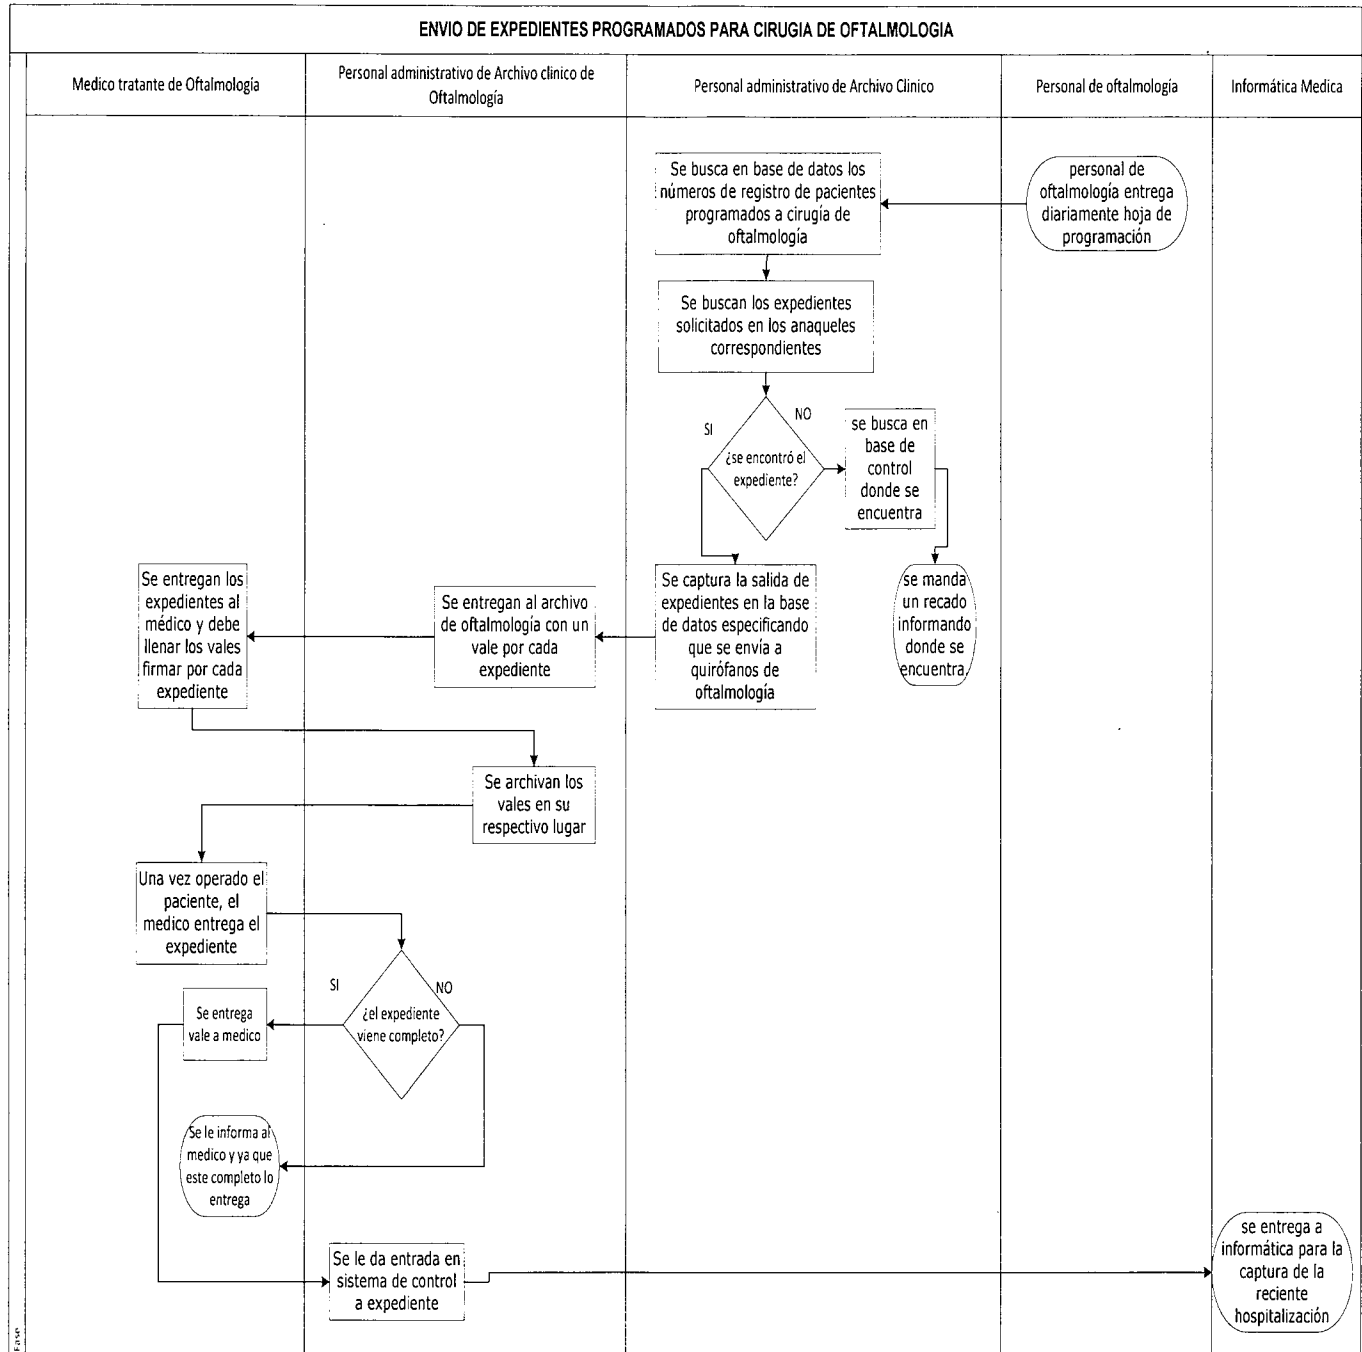 ENVIO DE EXPEDIENTES PROGRAMADOS PARA CIRUGIA DE OFTALMOLOGIA
Medico tratante de Oftalmología
Personal administrativo de Archivo clinico de
Oftalmología
Personal administrativo de Archivo Clinico
Personal de oftalmología
Informática Medica
personal de
oftalmología entrega
diariamente hoja de
programación
Se busca en base de datos los
números de registro de pacientes
programados a cirugía de
oftalmología
Se buscan los expedientes
solicitados en los anaqueles
correspondientes
SI
NO
¿se encontró el
expediente?
se busca en
base de
control
donde se
encuentra
se manda
un recado
informando
donde se
encuentra.
Se captura la salida de
expedientes en la base
de datos especificando
que se envía a
quirófanos de
oftalmología
Se entregan al archivo
de oftalmología con un
vale por cada
expediente
Se entregan los
expedientes al
médico y debe
llenar los vales
firmar por cada
expediente
Se archivan los
vales en su
respectivo lugar
Una vez operado el
paciente, el
medico entrega el
expediente
SI
NO
¿el expediente
viene completo?
Se entrega
vale a medico
Se le informa al
medico y ya que
este completo lo
entrega
Se le da entrada en
sistema de control
a expediente
se entrega a
informática para la
captura de la
reciente
hospitalización
Fase